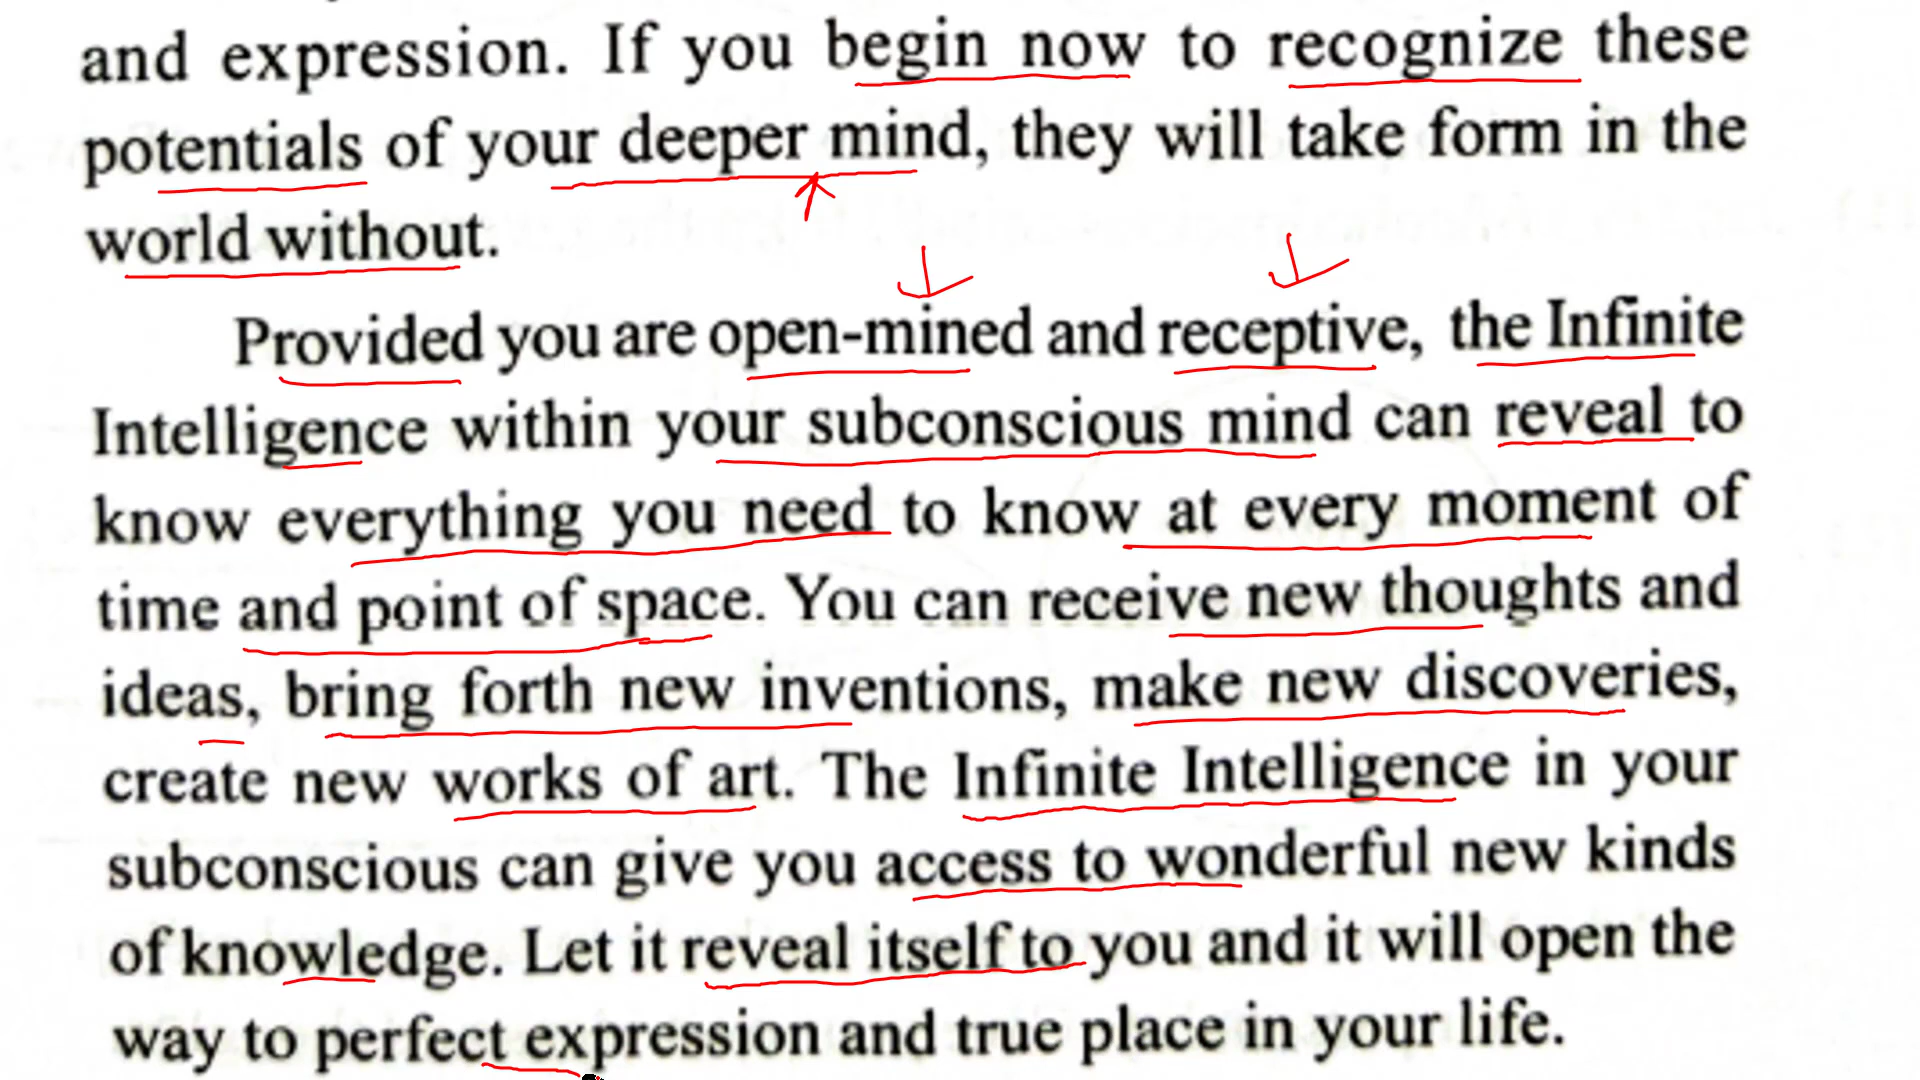 and expression. If you begin now to recognize these
potentials of your deeper mind, they will take form in the
world without.
Provided you are open-mined and receptive, the Infinite
Intelligence within your subconscious mind can reveal to
know everything you need to know at every moment of
time and point of space. You can receive new thoughts and
ideas, bring forth new inventions, make new discoveries,
create new works of art. The Infinite Intelligence in your
subconscious can give you access to wonderful new kinds
of knowledge. Let it reveal itself to you and it will open the
way to perfect expression and true place in your life.